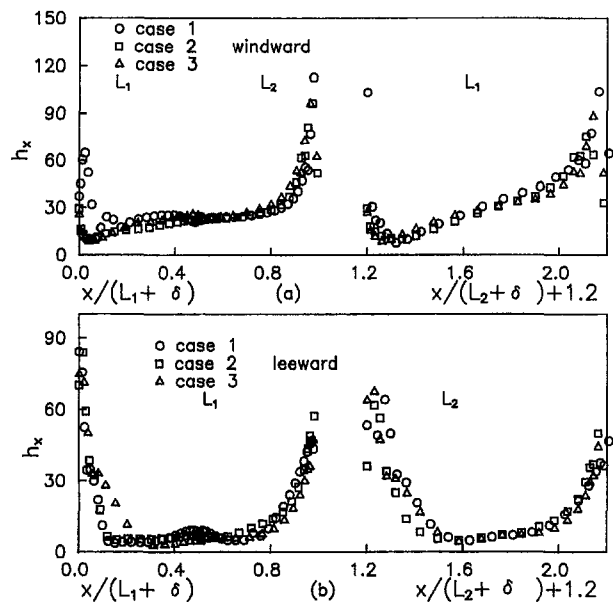 150
○ case 1
□ case 2 windward
△ case 3
120
L₁ L₂ L₁
90
hₓ
60
30
0
0.0 0.4 0.8 1.2 1.6 2.0
x/(L₁+ δ) (a) x/(L₂+ δ)+1.2
90
○ case 1
□ case 2 leeward
△ case 3
L₁ L₂
60
hₓ
30
0
0.0 0.4 0.8 1.2 1.6 2.0
x/(L₁+ δ) (b) x/(L₂+ δ)+1.2